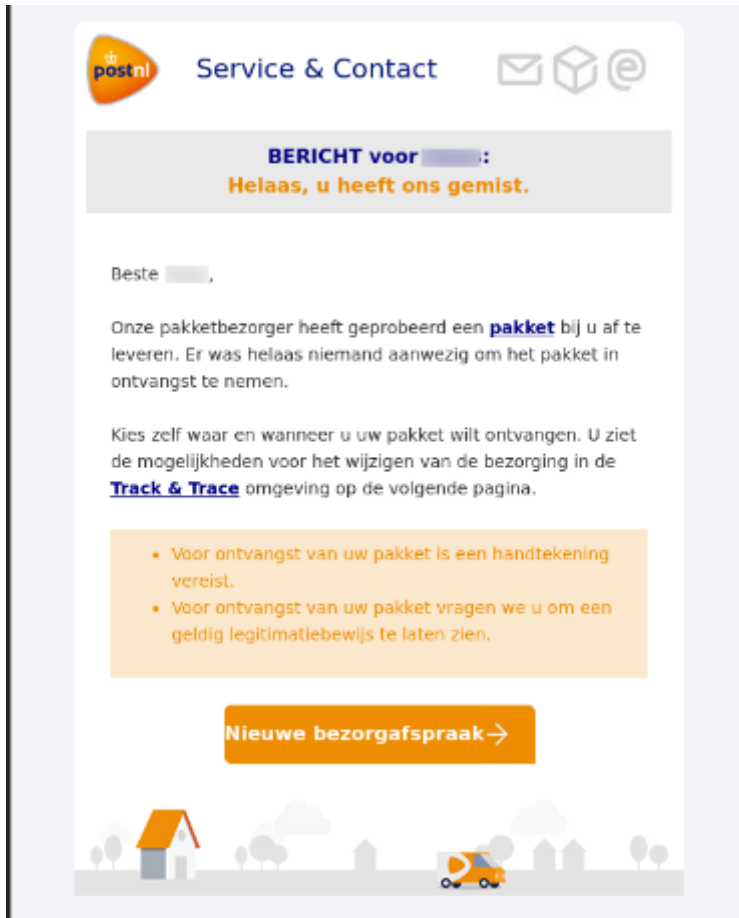 postnl
Service & Contact
BERICHT voor :
Helaas, u heeft ons gemist.
Beste ,
Onze pakketbezorger heeft geprobeerd een pakket bij u af te
leveren. Er was helaas niemand aanwezig om het pakket in
ontvangst te nemen.
Kies zelf waar en wanneer u uw pakket wilt ontvangen. U ziet
de mogelijkheden voor het wijzigen van de bezorging in de
Track & Trace omgeving op de volgende pagina.
• Voor ontvangst van uw pakket is een handtekening
vereist.
• Voor ontvangst van uw pakket vragen we u om een
geldig legitimatiebewijs te laten zien.
Nieuwe bezorgafspraak→